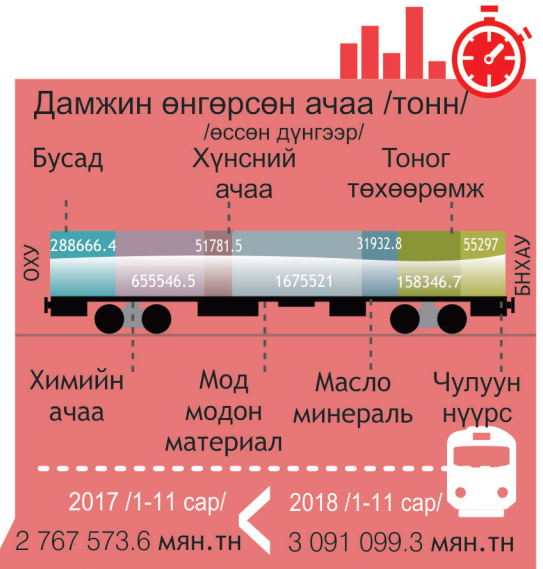 Дамжин өнгөрсөн ачаа /тонн/
/өссөн дүнгээр/
Бусад
Хүнсний ачаа
Тоног төхөөрөмж
ОХУ
288666.4
655546.5
51781.5
1675521
31932.8
158346.7
55297
БНХАУ
Химийн ачаа
Мод модон материал
Масло минераль
Чулуун нүүрс
2017 /1-11 сар/
2 767 573.6 мян.тн
<
2018 /1-11 сар/
3 091 099.3 мян.тн